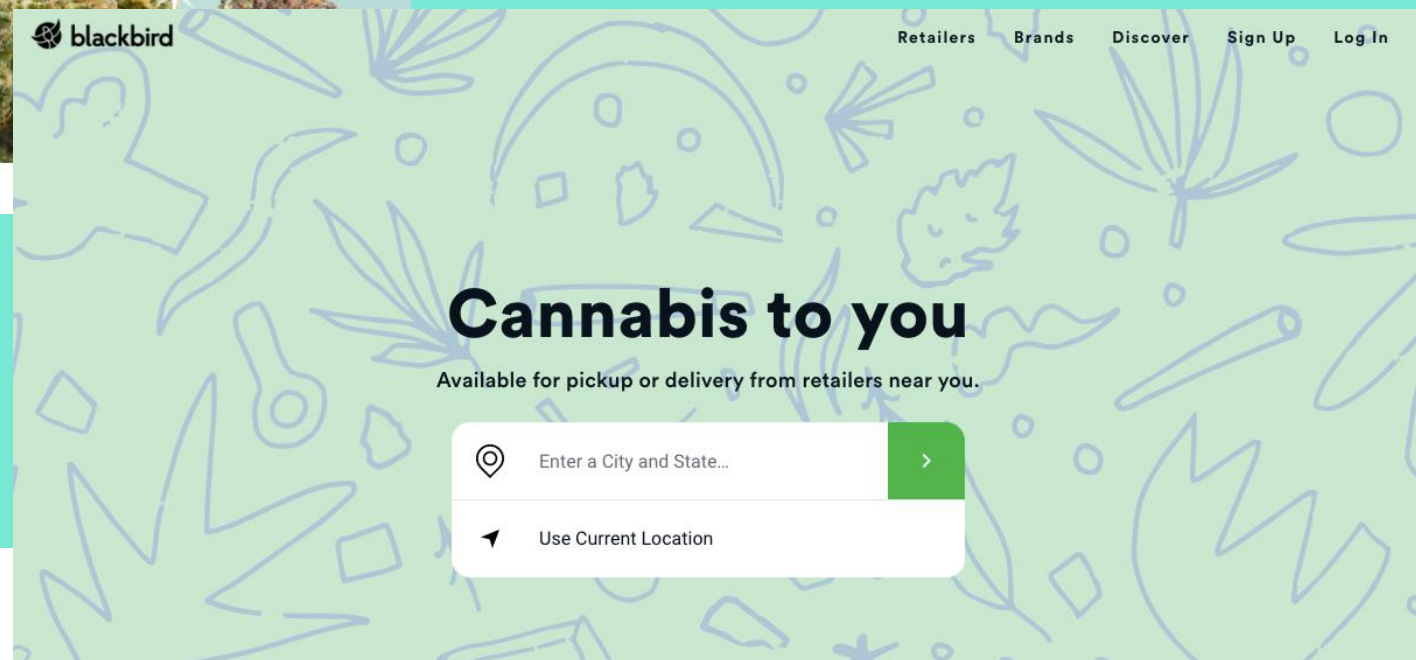 blackbird
Retailers Brands Discover Sign Up Log In
Cannabis to you
Available for pickup or delivery from retailers near you.
Enter a City and State...
Use Current Location